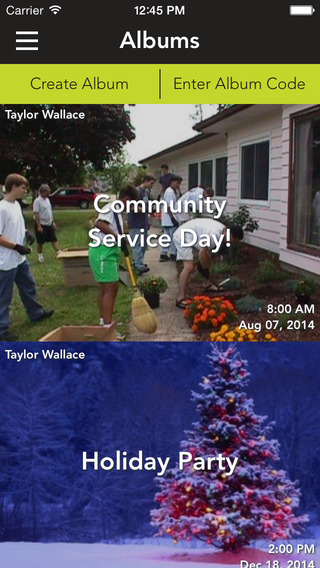 Carrier 12:45 PM
Albums
Create Album Enter Album Code
Taylor Wallace
Community
Service Day!
8:00 AM
Aug 07, 2014
Taylor Wallace
Holiday Party
2:00 PM
Dec 18, 2014